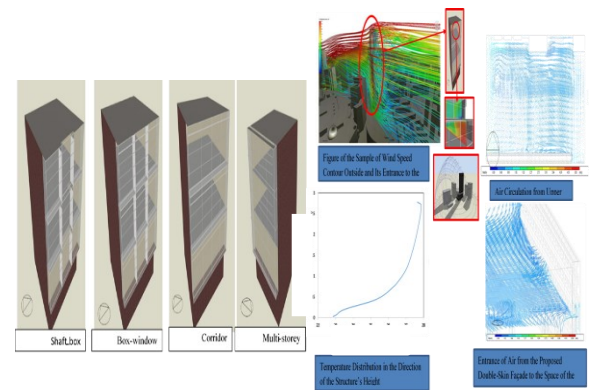 Shaft.box
Box-window
Corridor
Multi-storey
Figure of the Sample of Wind Speed
Contour Outside and Its Entrance to the
Temperature Distribution in the Direction
of the Structure's Height
Air Circulation from
Entrance of Air from the Proposed
Double-Skin Façade to the Space of the